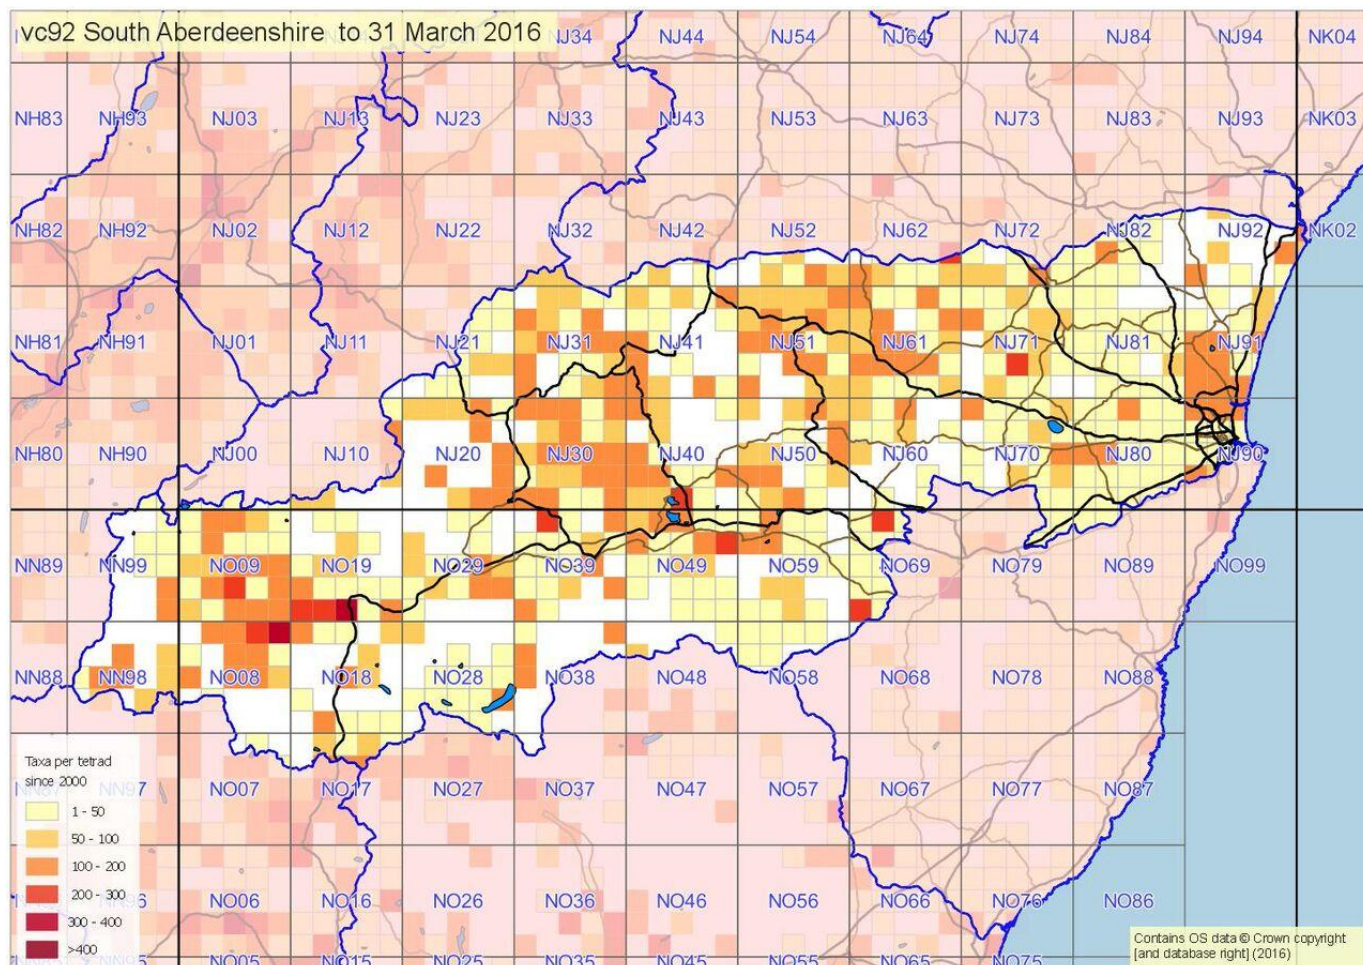 vc92 South Aberdeenshire to 31 March 2016
NJ34 NJ44 NJ54 NJ64 NJ74 NJ84 NJ94 NK04
NH83 NH93 NJ03 NJ13 NJ23 NJ33 NJ43 NJ53 NJ63 NJ73 NJ83 NJ93 NK03
NH82 NH92 NJ02 NJ12 NJ22 NJ32 NJ42 NJ52 NJ62 NJ72 NJ82 NJ92 NK02
NH81 NH91 NJ01 NJ11 NJ21 NJ31 NJ41 NJ51 NJ61 NJ71 NJ81 NJ91
NH80 NH90 NJ00 NJ10 NJ20 NJ30 NJ40 NJ50 NJ60 NJ70 NJ80 NJ90
NN89 NN99 NO09 NO19 NO29 NO39 NO49 NO59 NO69 NO79 NO89 NO99
NN88 NN98 NO08 NO18 NO28 NO38 NO48 NO58 NO68 NO78 NO88
Taxa per tetrad
since 2000
NN87 NN97 NO07 NO17 NO27 NO37 NO47 NO57 NO67 NO77 NO87
1 - 50
50 - 100
100 - 200
200 - 300
300 - 400
>400
NO06 NO16 NO26 NO36 NO46 NO56 NO66 NO76 NO86
NO05 NO15 NO25 NO35 NO45 NO55 NO65 NO75
Contains OS data © Crown copyright
[and database right] (2016)